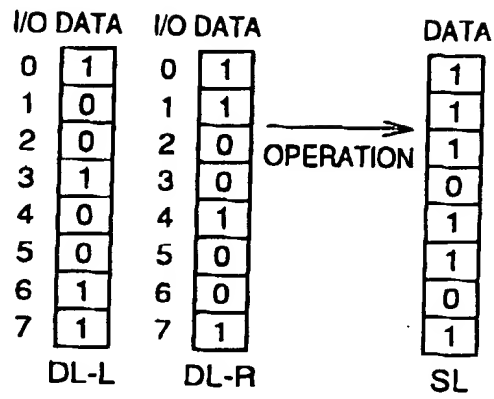 I/O DATA I/O DATA DATA
0 1 0 1 1
1 0 1 1 1
2 0 2 0 1
3 1 3 0 0
4 0 4 1 1
5 0 5 0 1
6 1 6 0 0
7 1 7 1 1
OPERATION
DL-L DL-R SL